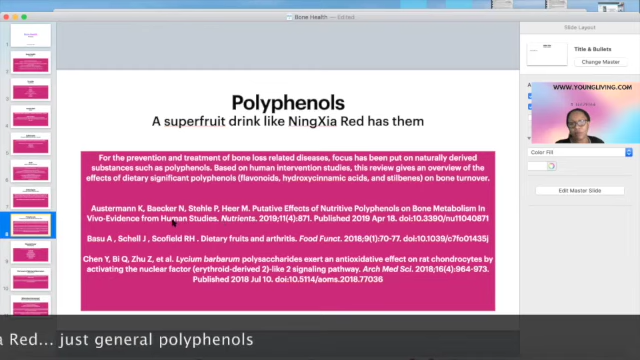 Bone Health — Edited
Slide Layout
Title & Bullets
Change Master
WWW.YOUNGLIVING.COM
Color Fill
Edit Master Slide
Polyphenols
A superfruit drink like NingXia Red has them
For the prevention and treatment of bone loss related diseases, focus has been put on naturally derived
substances such as polyphenols. Based on human intervention studies, this review gives an overview of the
effects of dietary significant polyphenols (flavonoids, hydroxycinnamic acids, and stilbenes) on bone turnover.
Austermann K, Baecker N, Stehle P, Heer M. Putative Effects of Nutritive Polyphenols on Bone Metabolism In
Vivo-Evidence from Human Studies. Nutrients. 2019;11(4):871. Published 2019 Apr 18. doi:10.3390/nu11040871
Basu A , Schell J , Scofield RH . Dietary fruits and arthritis. Food Funct. 2018;9(1):70-77. doi:10.1039/c7fo01435j
Chen Y, Bi Q, Zhu Z, et al. Lycium barbarum polysaccharides exert an antioxidative effect on rat chondrocytes by
activating the nuclear factor (erythroid-derived 2)-like 2 signaling pathway. Arch Med Sci. 2018;16(4):964-973.
Published 2018 Jul 10. doi:10.5114/aoms.2018.77036
a Red... just general polyphenols